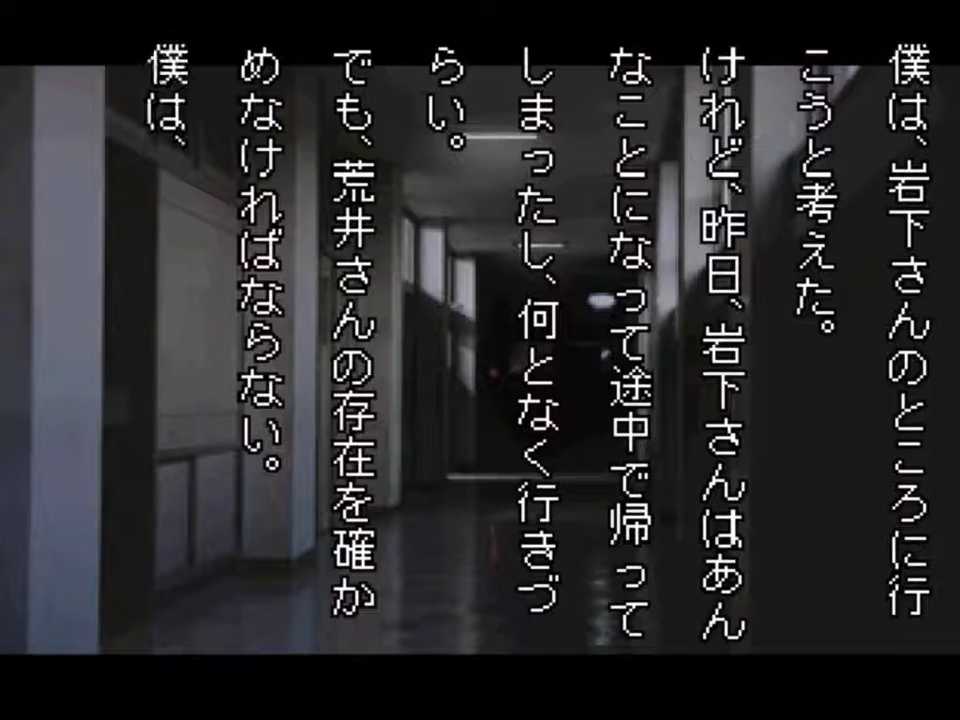 僕は、岩下さんのところに行
こうと考えた。
けれど、昨日、岩下さんはあん
なことになって途中で帰って
しまったし、何となく行きづ
らい。
でも、荒井さんの存在を確か
めなければならない。
僕は、